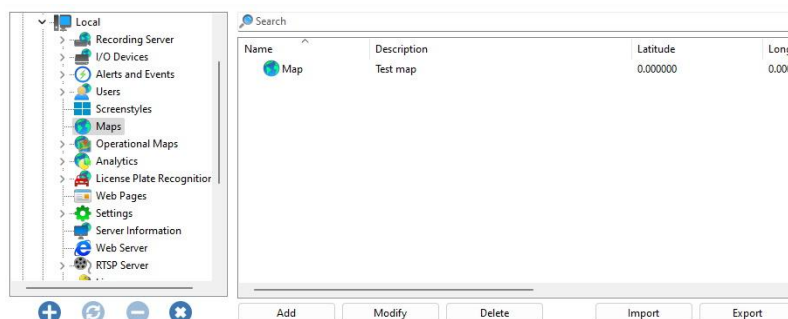 Local
Recording Server
I/O Devices
Alerts and Events
Users
Screenstyles
Maps
Operational Maps
Analytics
License Plate Recognition
Web Pages
Settings
Server Information
Web Server
RTSP Server
Search
Name Description Latitude
Map Test map 0.000000
Add Modify Delete Import Export